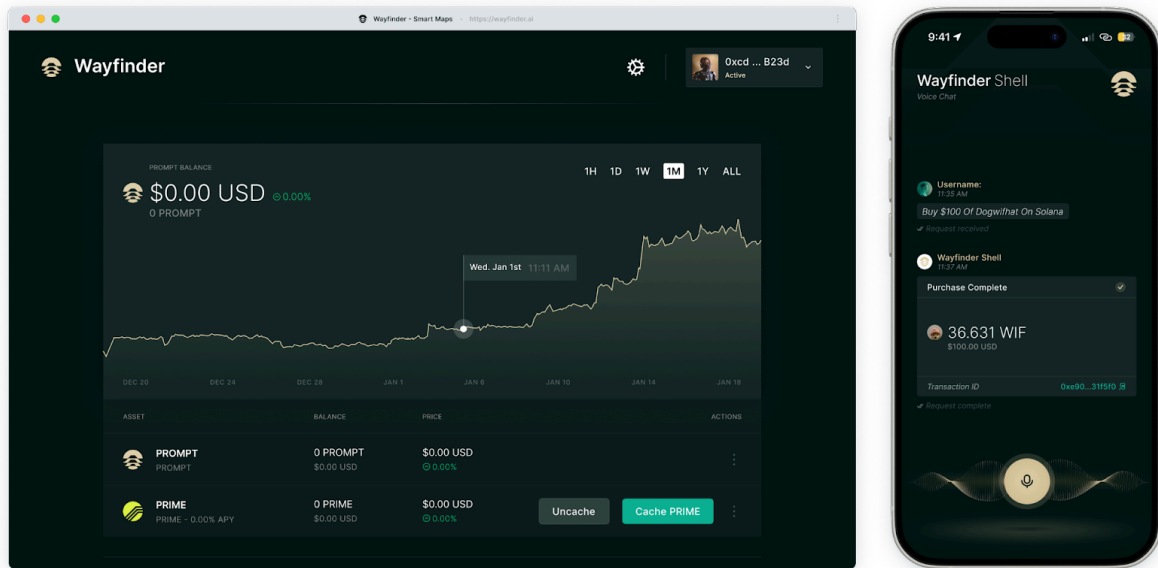 Wayfinder - Smart Maps - https://wayfinder.ai
Wayfinder
0xcd ... B23d
Active
PROMPT BALANCE
$0.00 USD 0.00%
0 PROMPT
1H 1D 1W 1M 1Y ALL
Wed. Jan 1st 11:11 AM
DEC 20 DEC 24 DEC 28 JAN 1 JAN 6 JAN 10 JAN 14 JAN 18
ASSET BALANCE PRICE ACTIONS
PROMPT 0 PROMPT $0.00 USD
PROMPT $0.00 USD 0.00%
PRIME 0 PRIME $0.00 USD
PRIME - 0.00% APY $0.00 USD 0.00%
Uncache Cache PRIME
9:41
32
Wayfinder Shell
Voice Chat
Username:
11:35 AM
Buy $100 Of Dogwifhat On Solana
Request received
Wayfinder Shell
11:37 AM
Purchase Complete
36.631 WIF
$100.00 USD
Transaction ID 0xe90...31f5f0
Request complete